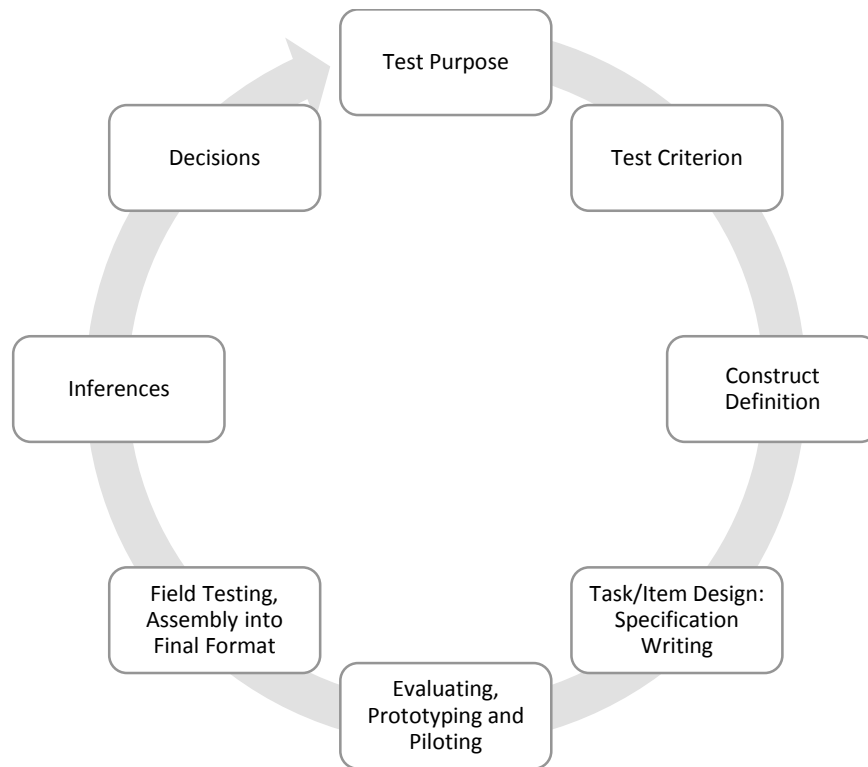 Test Purpose
Test Criterion
Construct
Definition
Task/Item Design:
Specification
Writing
Evaluating,
Prototyping and
Piloting
Field Testing,
Assembly into
Final Format
Inferences
Decisions